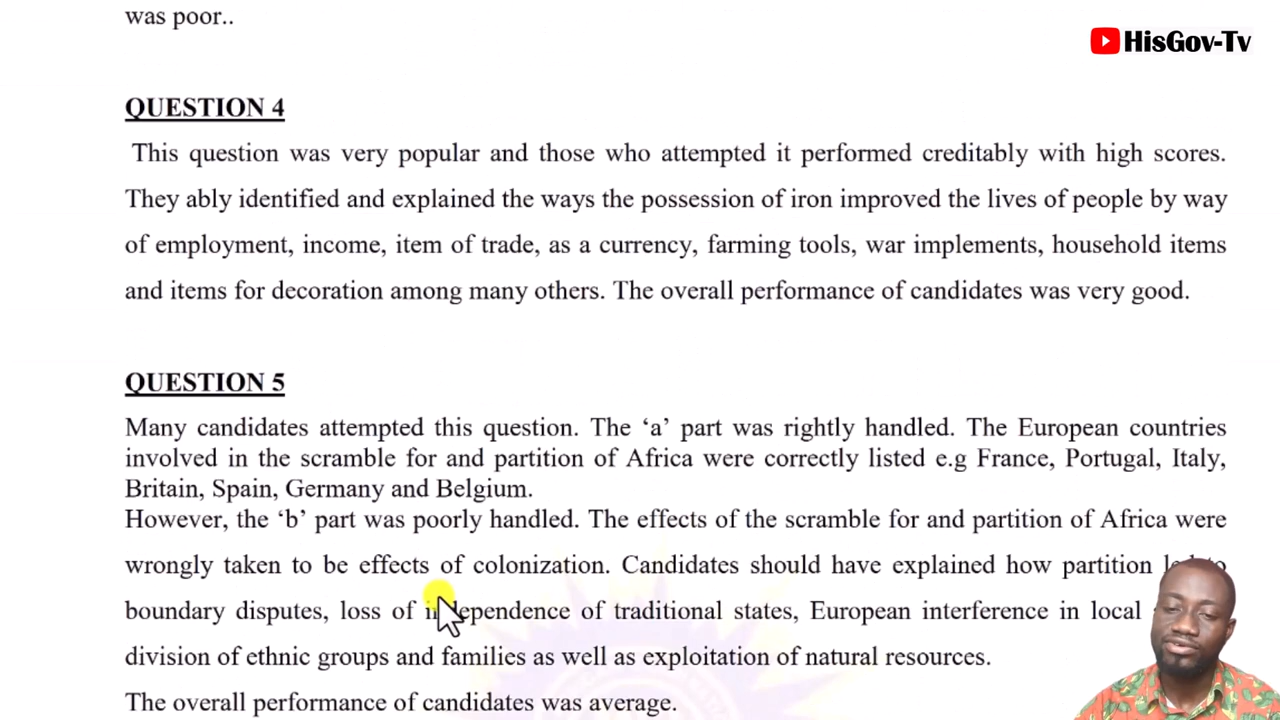 was poor..
HisGov-Tv
QUESTION 4
This question was very popular and those who attempted it performed creditably with high scores.
They ably identified and explained the ways the possession of iron improved the lives of people by way
of employment, income, item of trade, as a currency, farming tools, war implements, household items
and items for decoration among many others. The overall performance of candidates was very good.
QUESTION 5
Many candidates attempted this question. The ‘a’ part was rightly handled. The European countries
involved in the scramble for and partition of Africa were correctly listed e.g France, Portugal, Italy,
Britain, Spain, Germany and Belgium.
However, the ‘b’ part was poorly handled. The effects of the scramble for and partition of Africa were
wrongly taken to be effects of colonization. Candidates should have explained how partition led to
boundary disputes, loss of independence of traditional states, European interference in local
division of ethnic groups and families as well as exploitation of natural resources.
The overall performance of candidates was average.